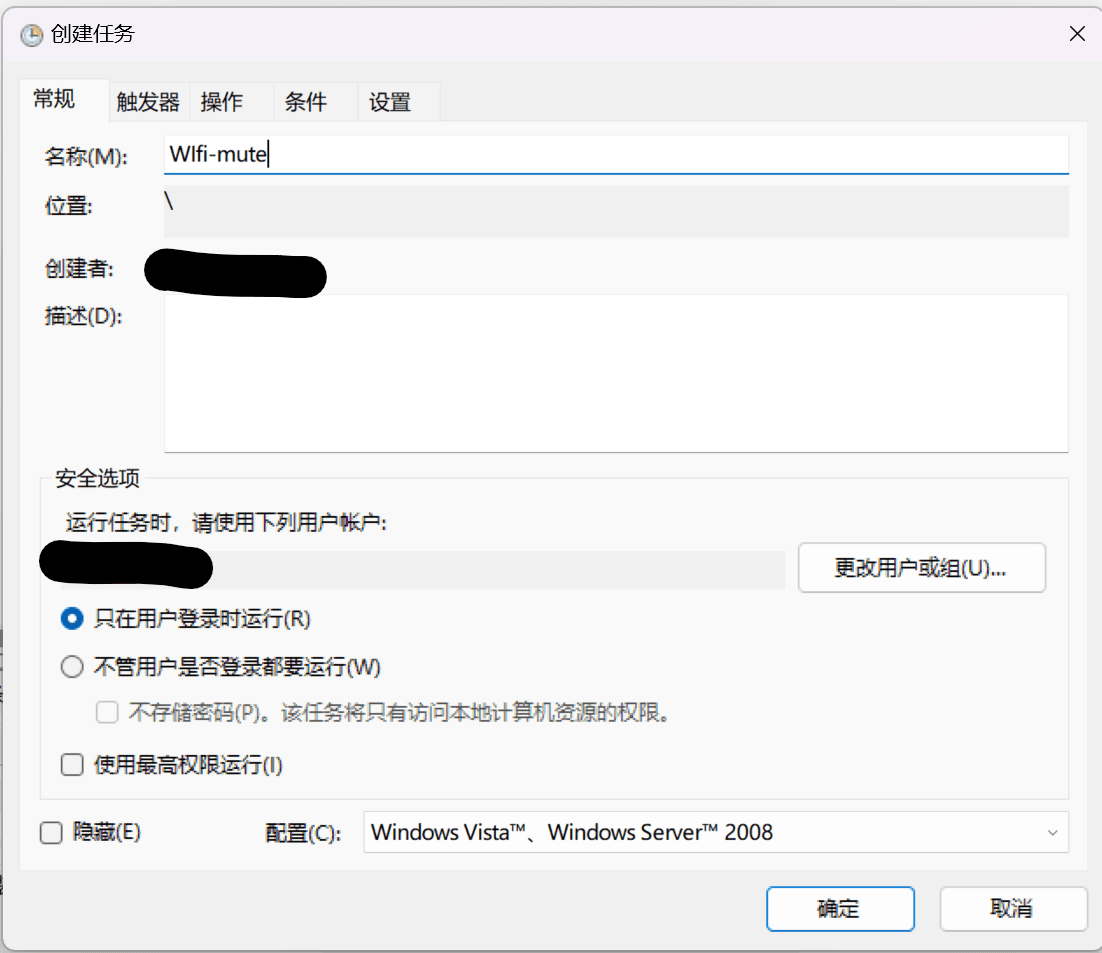 创建任务
常规 触发器 操作 条件 设置
名称(M): WIfi-mute
位置: \
创建者:
描述(D):
安全选项
运行任务时，请使用下列用户帐户:
更改用户或组(U)...
只在用户登录时运行(R)
不管用户是否登录都要运行(W)
不存储密码(P)。该任务将只有访问本地计算机资源的权限。
使用最高权限运行(I)
隐藏(E) 配置(C): Windows Vista™、Windows Server™ 2008
确定 取消